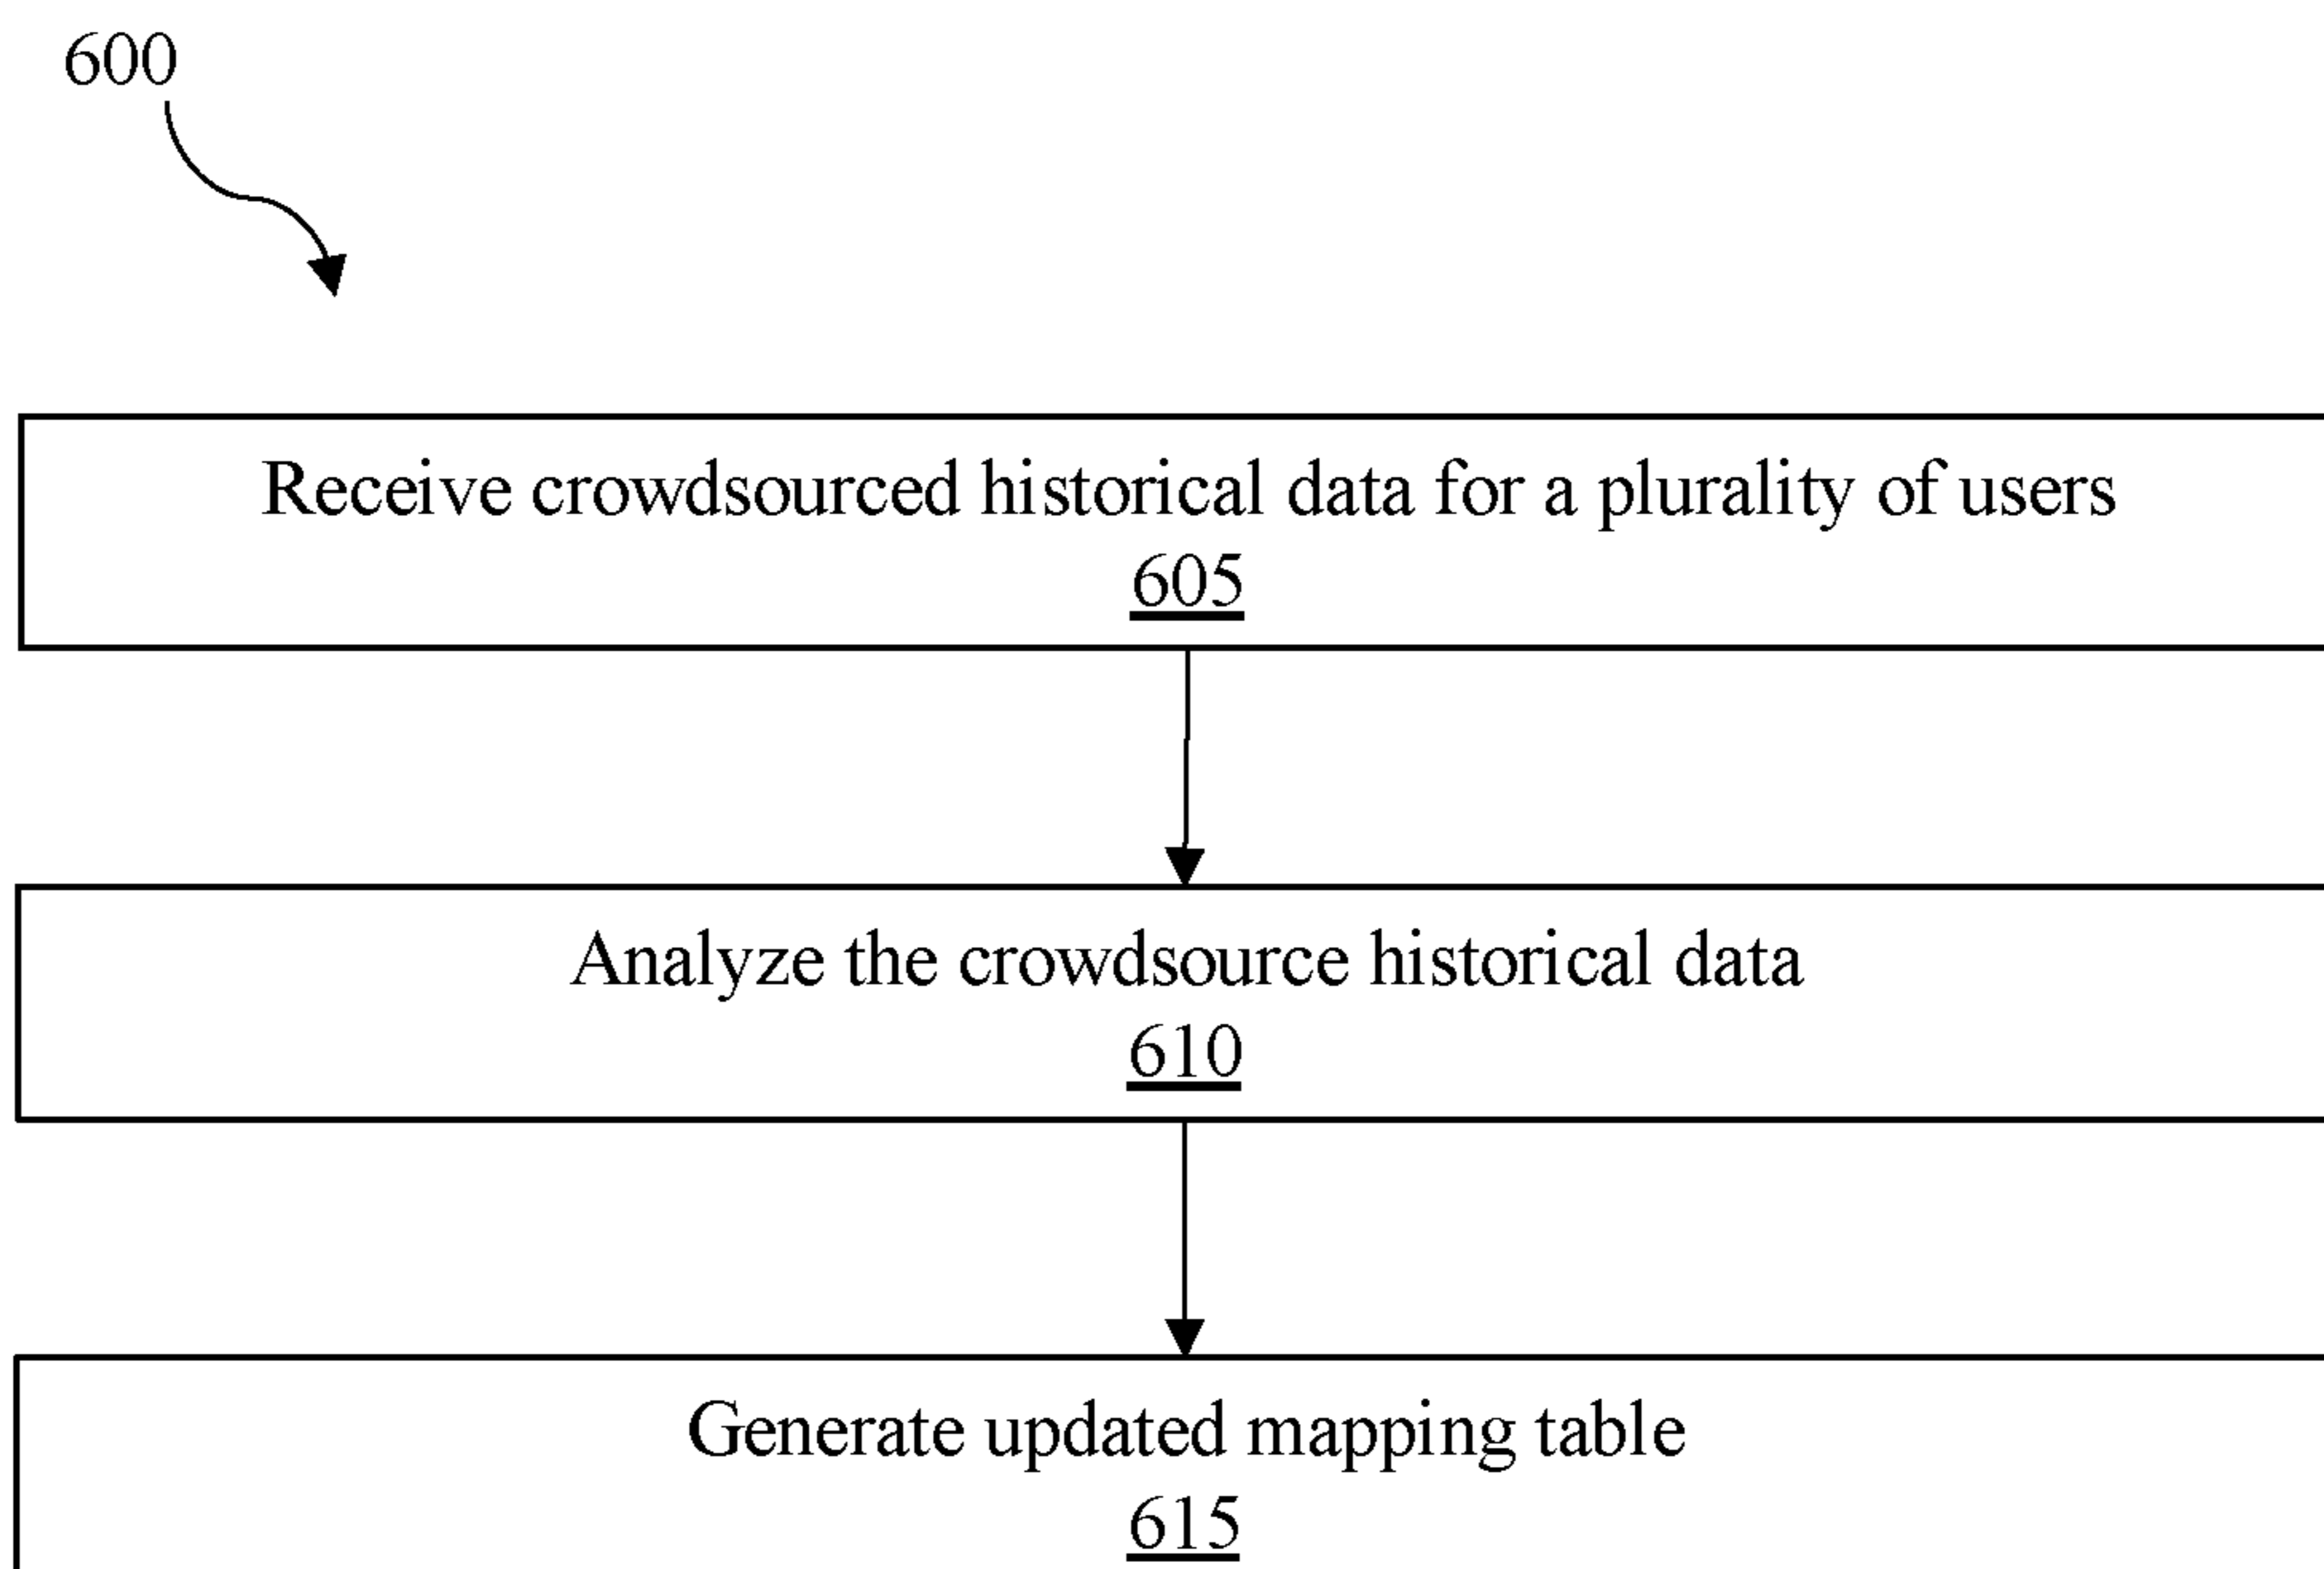 600
Receive crowdsourced historical data for a plurality of users
605
Analyze the crowdsource historical data
610
Generate updated mapping table
615